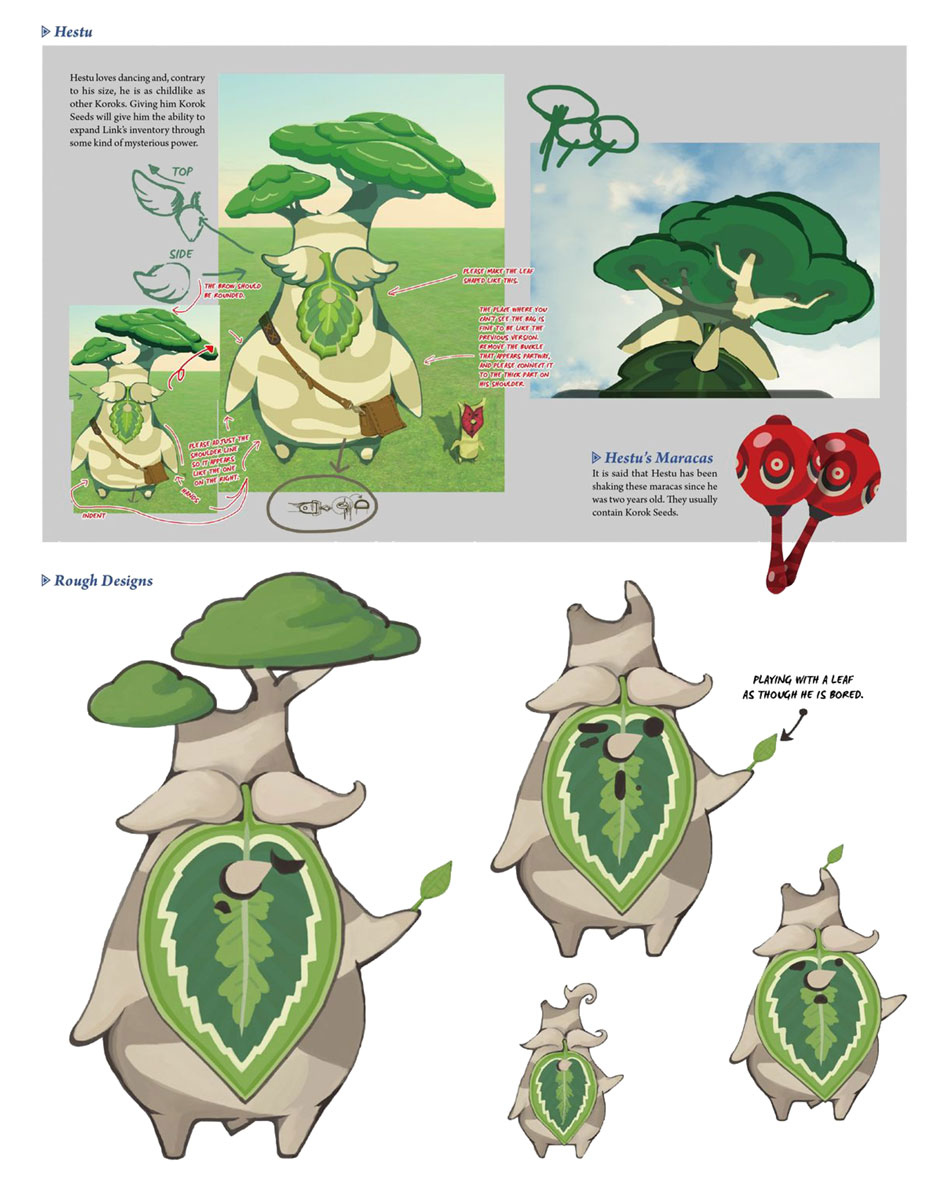 Hestu
Hestu loves dancing and, contrary
to his size, he is as childlike as
other Koroks. Giving him Korok
Seeds will give him the ability to
expand Link's inventory through
some kind of mysterious power.
TOP
SIDE
THE BROW SHOULD
BE ROUNDED.
PLEASE MAKE THE LEAF
SHAPED LIKE THIS.
THE PLACE WHERE YOU
CAN'T SEE THE BAG IS
FINE TO BE LIKE THE
PREVIOUS VERSION.
REMOVE THE BUCKLE
THAT APPEARS PARTWAY,
AND PLEASE CONNECT IT
TO THE THICK PART ON
HIS SHOULDER.
PLEASE ADJUST THE
SHOULDER LINE
SO IT APPEARS
LIKE THE ONE
ON THE RIGHT.
HANDS
INDENT
Hestu's Maracas
It is said that Hestu has been
shaking these maracas since he
was two years old. They usually
contain Korok Seeds.
Rough Designs
PLAYING WITH A LEAF
AS THOUGH HE IS BORED.